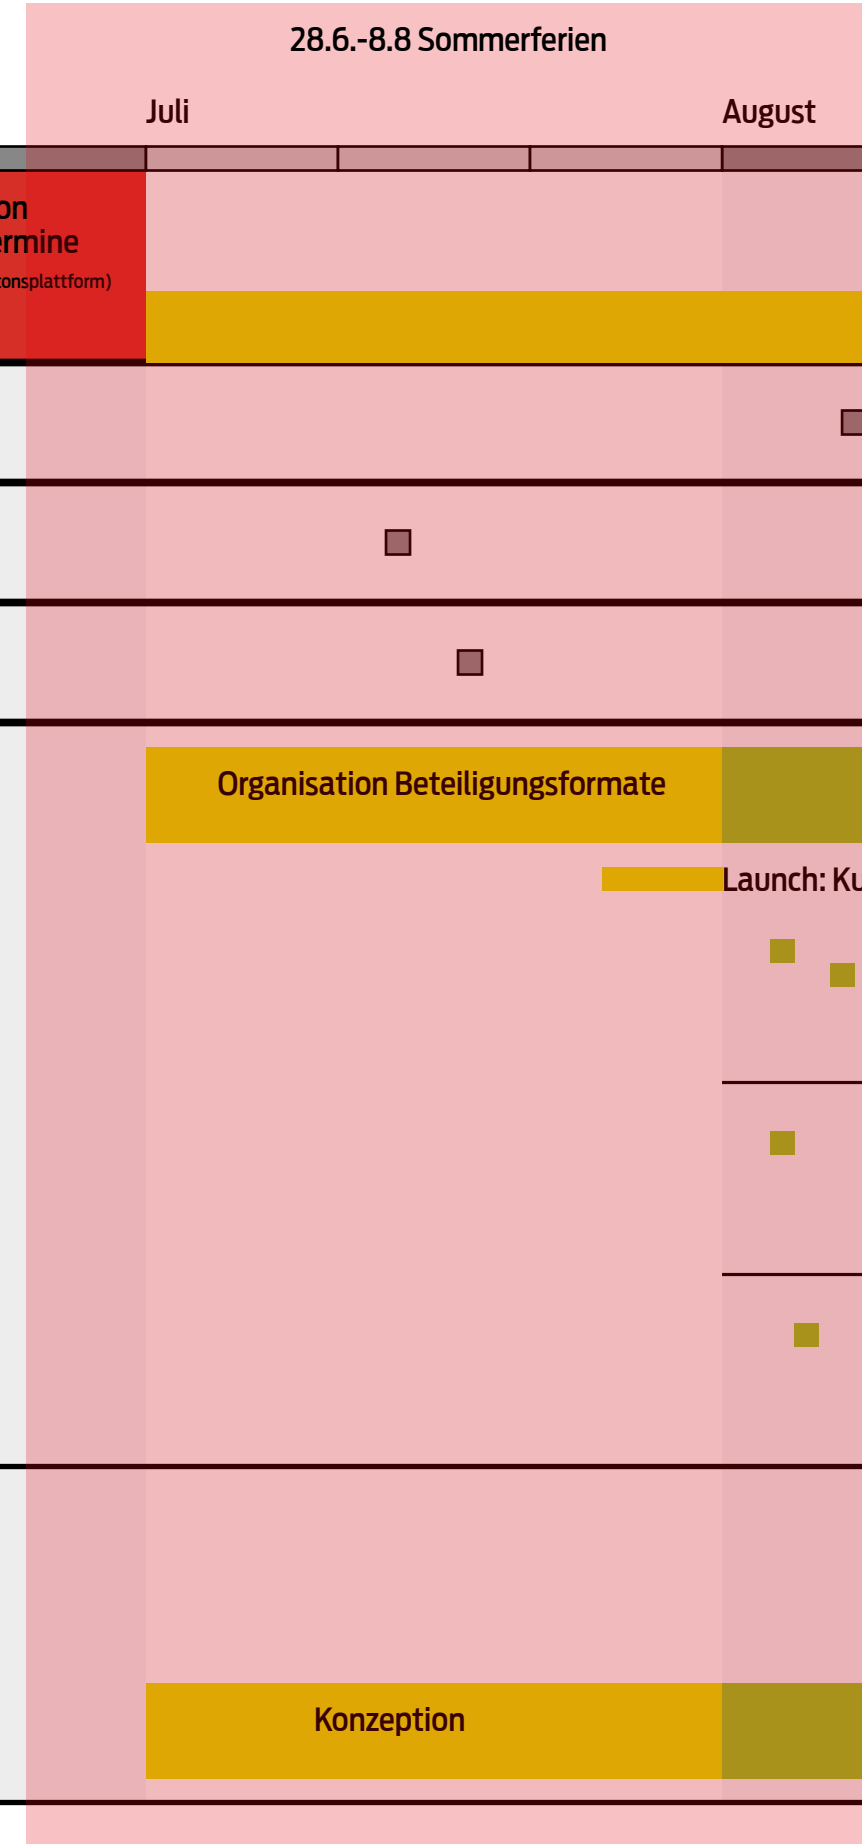 28.6.-8.8 Sommerferien
Juli
August
on
ermine
onsplattform)
Organisation Beteiligungsformate
Launch: Ku
Konzeption